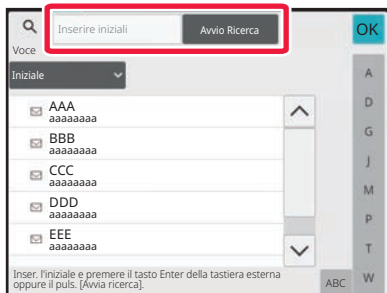 Inserire iniziali
Avvio Ricerca
OK
Voce
Iniziale
AAA
aaaaaaaa
BBB
aaaaaaaa
CCC
aaaaaaaa
DDD
aaaaaaaa
EEE
aaaaaaaa
A
D
G
J
M
P
T
W
ABC
Inser. l'iniziale e premere il tasto Enter della tastiera esterna
oppure il puls. [Avvia ricerca].